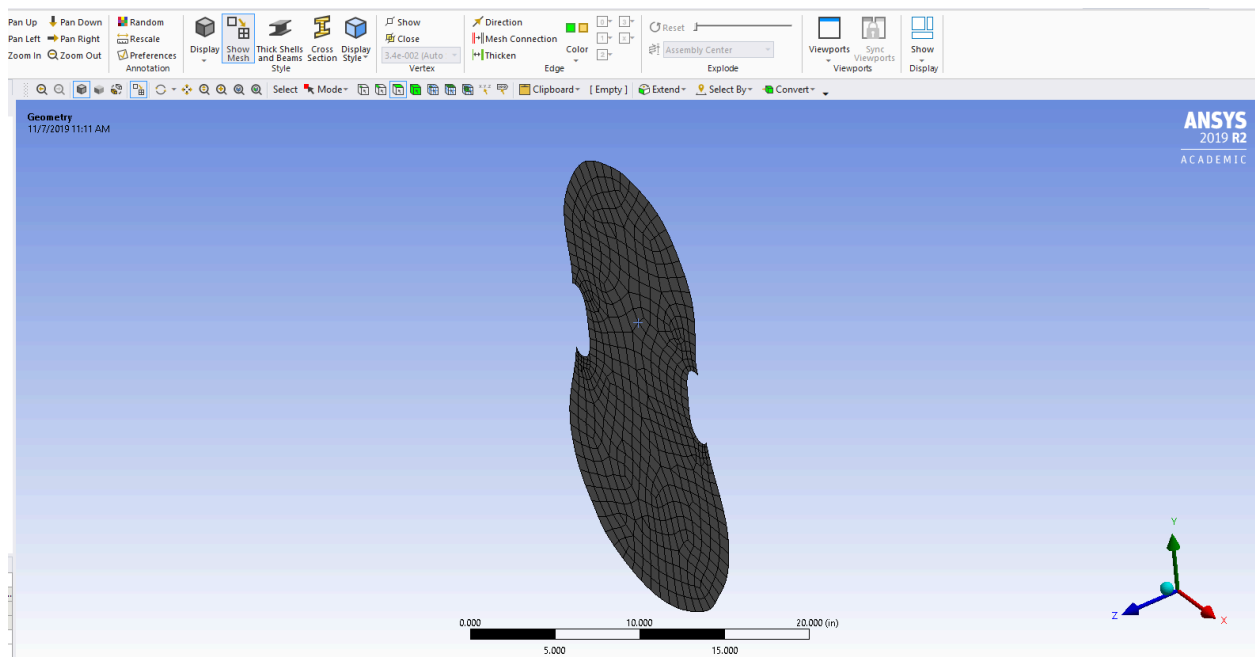 Pan Up Pan Down Random Show Direction Reset
Pan Left Pan Right Rescale Close Mesh Connection Color Assembly Center
Zoom In Zoom Out Preferences Display Show Mesh Thick Shells and Beams Cross Section Display Style 3.4e-002 (Auto Thicken Viewports Sync Viewports Show
Annotation Style Vertex Edge Explode Viewports Display
Select Mode Clipboard [ Empty ] Extend Select By Convert
Geometry
11/7/2019 11:11 AM
ANSYS
2019 R2
ACADEMIC
Y
Z
X
0.000 10.000 20.000 (in)
5.000 15.000